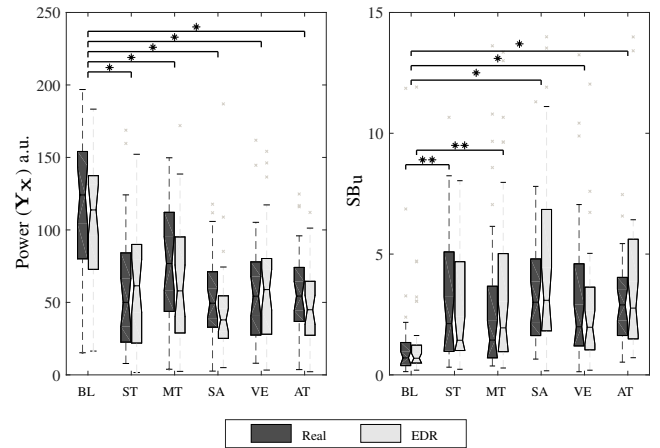 250
200
150
100
50
0
Power (Yx) a.u.
BL ST MT SA VE AT
* * * * *
15
10
5
0
SBu
BL ST MT SA VE AT
* * * ** **
Real EDR